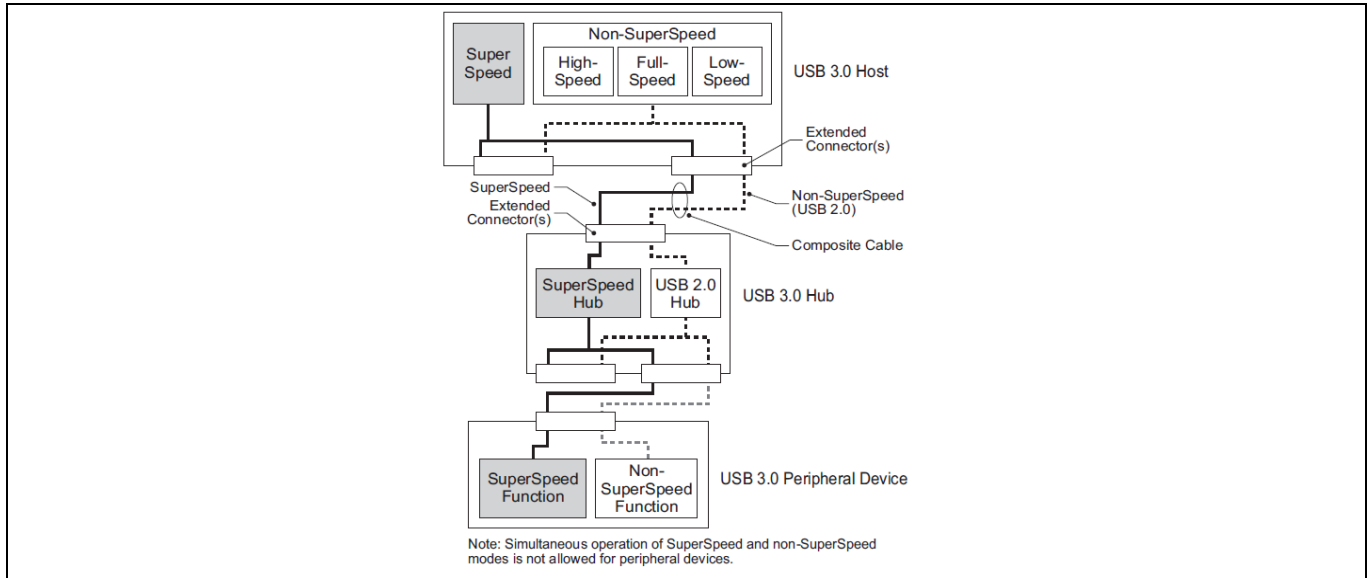 Super
Speed
Non-SuperSpeed
High-
Speed
Full-
Speed
Low-
Speed
USB 3.0 Host
Extended
Connector(s)
SuperSpeed
Extended
Connector(s)
Non-SuperSpeed
(USB 2.0)
Composite Cable
SuperSpeed
Hub
USB 2.0
Hub
USB 3.0 Hub
SuperSpeed
Function
Non-
SuperSpeed
Function
USB 3.0 Peripheral Device
Note: Simultaneous operation of SuperSpeed and non-SuperSpeed
modes is not allowed for peripheral devices.